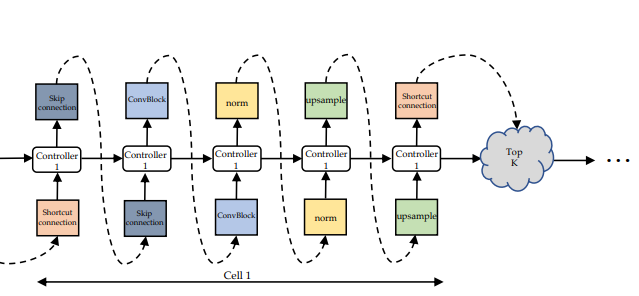 Skip
connection
ConvBlock
norm
upsample
Shortcut
connection
Controller
1
Controller
1
Controller
1
Controller
1
Controller
1
Top
K
Shortcut
connection
Skip
connection
ConvBlock
norm
upsample
Cell 1